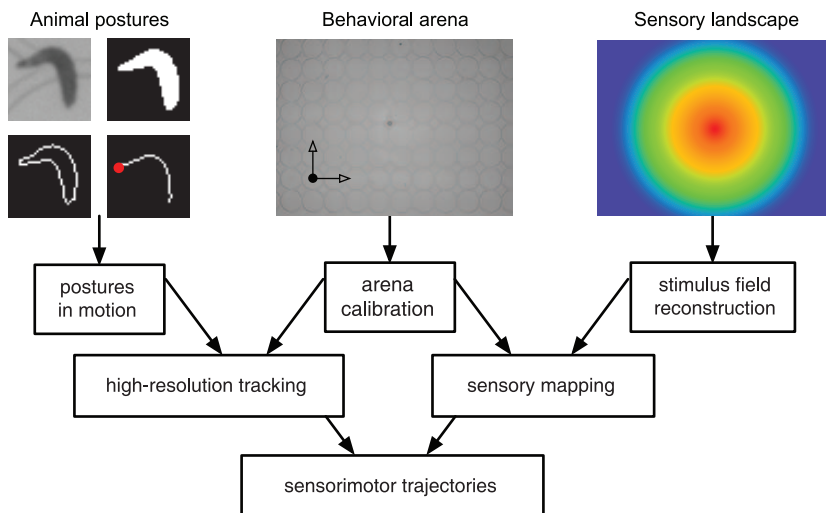 Animal postures
Behavioral arena
Sensory landscape
postures
in motion
arena
calibration
stimulus field
reconstruction
high-resolution tracking
sensory mapping
sensorimotor trajectories